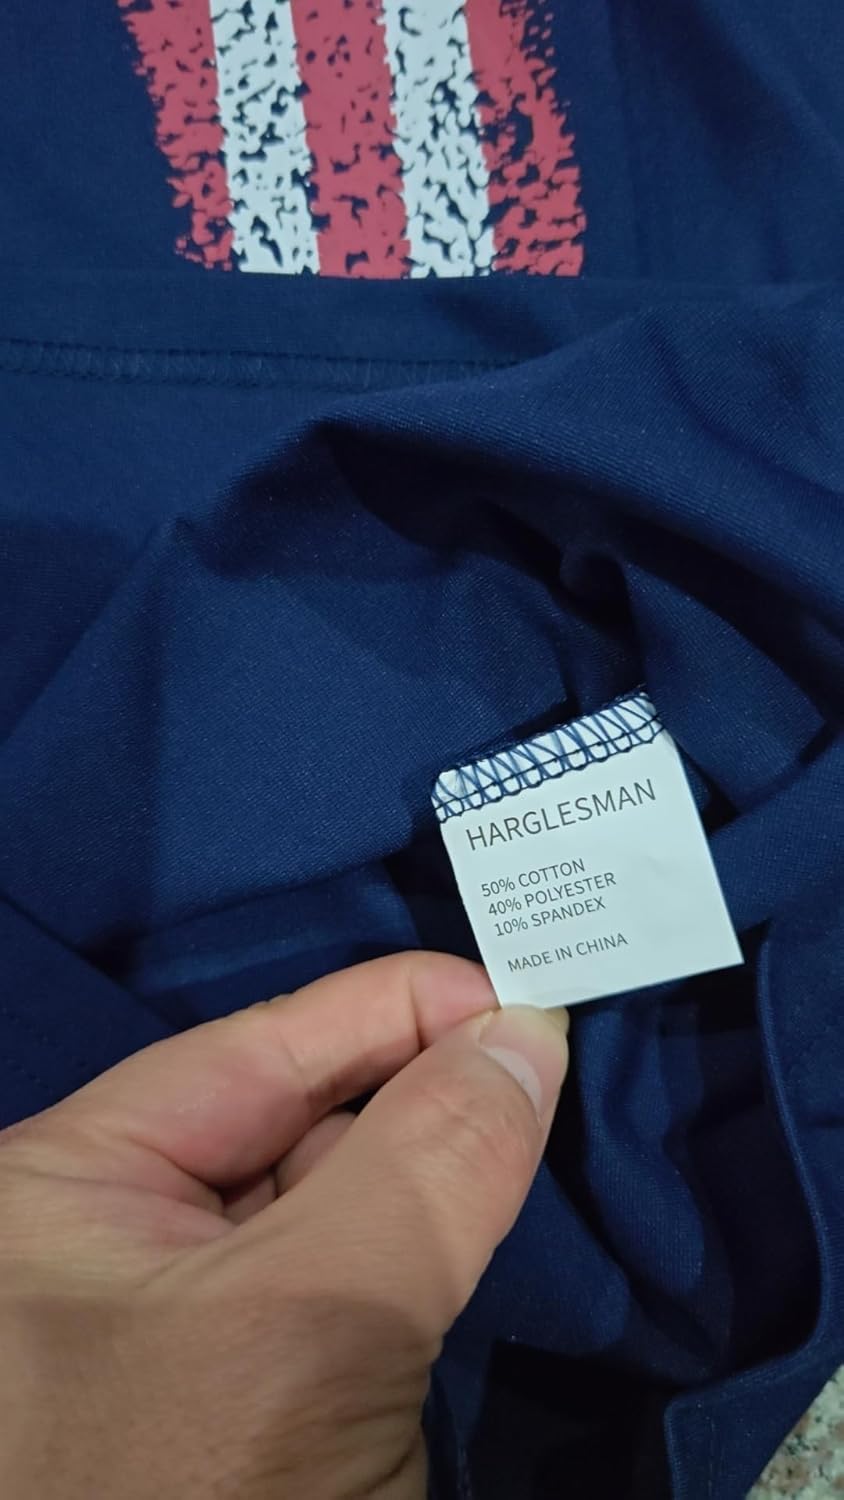 HARGLESMAN
50% COTTON
40% POLYESTER
10% SPANDEX
MADE IN CHINA